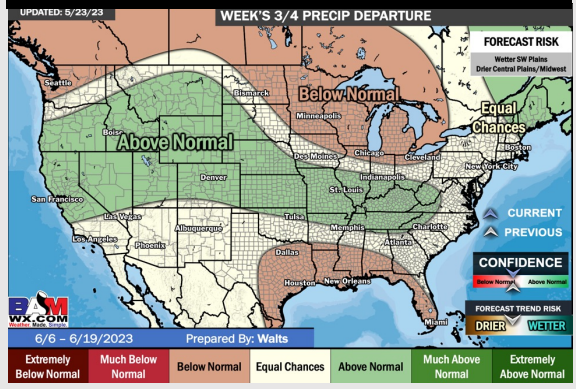 UPDATED: 5/23/23
WEEK'S 3/4 PRECIP DEPARTURE
FORECAST RISK
Wetter SW Plains
Drier Central Plains/Midwest
Seattle
Bismarck
Below Normal
Minneapolis
Equal
Chances
Boise
Above Normal
Boston
Des Moines
Chicago
Cleveland
New York City
Denver
Indianapolis
St. Louis
San Francisco
Las Vegas
Tulsa
Memphis
Charlotte
Albuquerque
Los Angeles
Phoenix
Atlanta
Dallas
Houston
New Orleans
Miami
CURRENT
PREVIOUS
CONFIDENCE
Below Normal
Above Normal
FORECAST TREND RISK
DRIER
WETTER
BAM
WX.COM
Weather. Made. Simple.
6/6 – 6/19/2023
Prepared By: Walts
Extremely
Below Normal
Much Below
Normal
Below Normal
Equal Chances
Above Normal
Much Above
Normal
Extremely
Above Normal